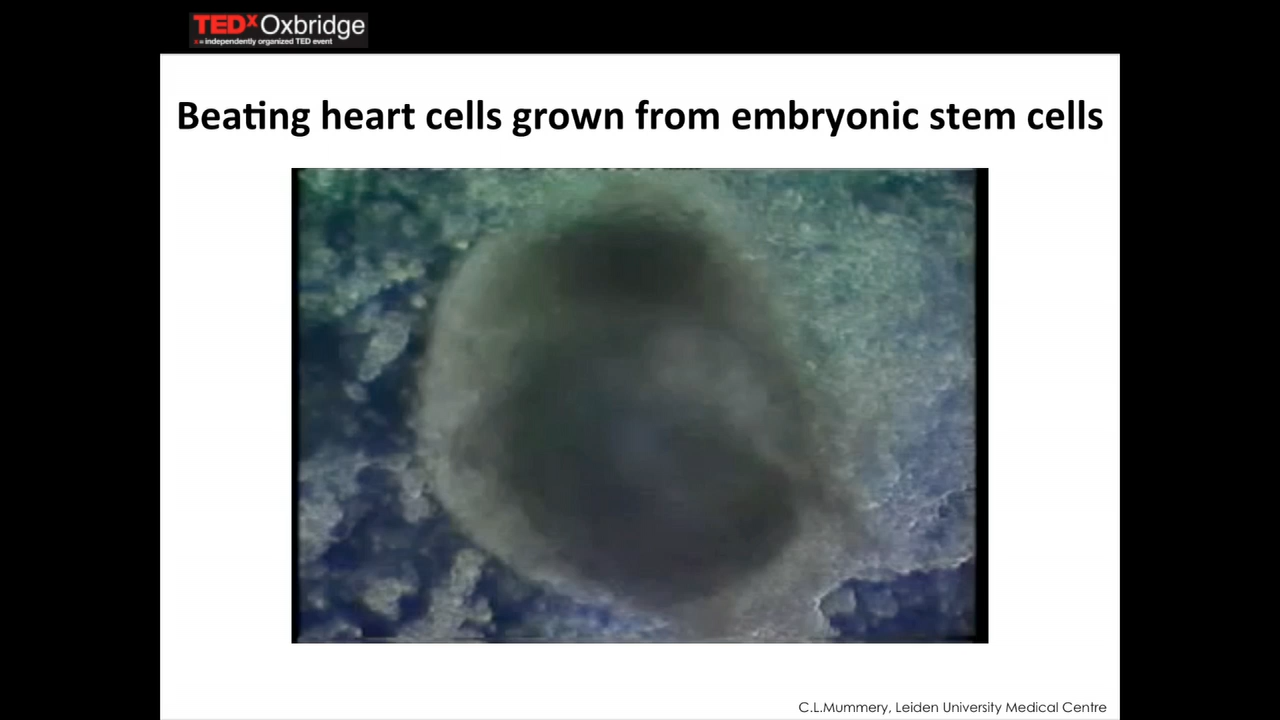 TEDxOxbridge
x = independently organized TED event
Beating heart cells grown from embryonic stem cells
C.L.Mummery, Leiden University Medical Centre